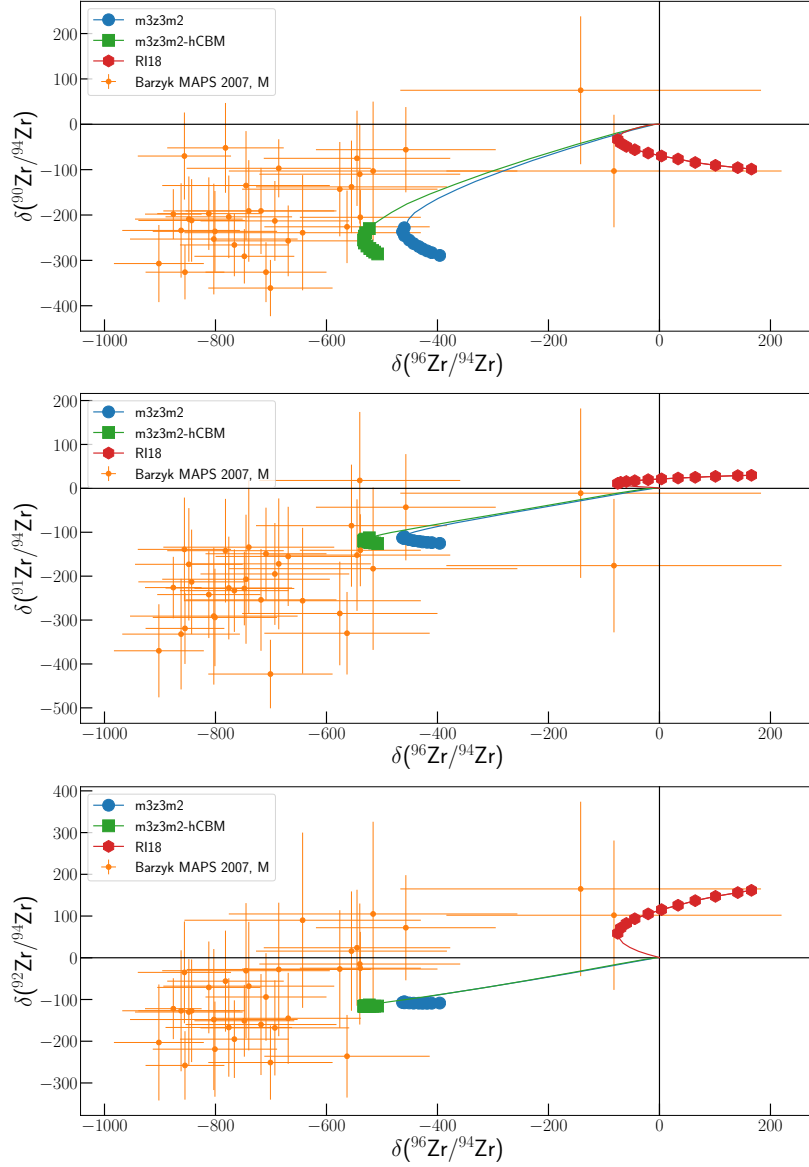 200
100
0
−100
−200
−300
−400
δ(⁹⁰Zr/⁹⁴Zr)
m3z3m2
m3z3m2-hCBM
RI18
Barzyk MAPS 2007, M
−1000 −800 −600 −400 −200 0 200
δ(⁹⁶Zr/⁹⁴Zr)
200
100
0
−100
−200
−300
−400
−500
δ(⁹¹Zr/⁹⁴Zr)
m3z3m2
m3z3m2-hCBM
RI18
Barzyk MAPS 2007, M
−1000 −800 −600 −400 −200 0 200
δ(⁹⁶Zr/⁹⁴Zr)
400
300
200
100
0
−100
−200
−300
δ(⁹²Zr/⁹⁴Zr)
m3z3m2
m3z3m2-hCBM
RI18
Barzyk MAPS 2007, M
−1000 −800 −600 −400 −200 0 200
δ(⁹⁶Zr/⁹⁴Zr)